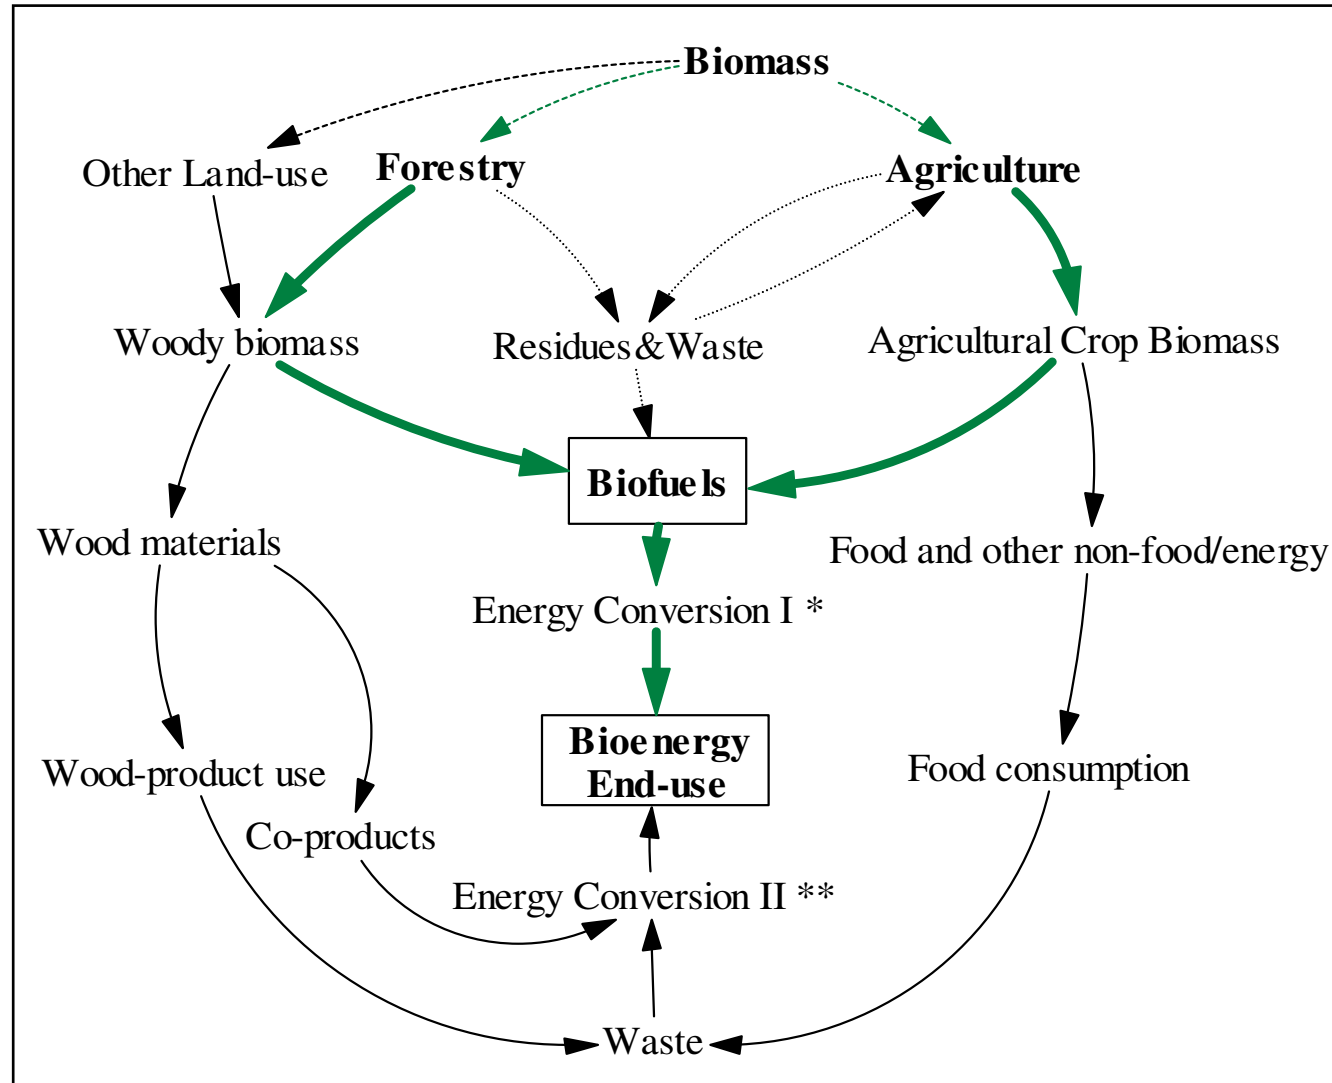 Biomass
Other Land-use
Forestry
Agriculture
Woody biomass
Residues&Waste
Agricultural Crop Biomass
Biofuels
Wood materials
Food and other non-food/energy
Energy Conversion I *
Bioenergy
End-use
Wood-product use
Food consumption
Co-products
Energy Conversion II **
Waste